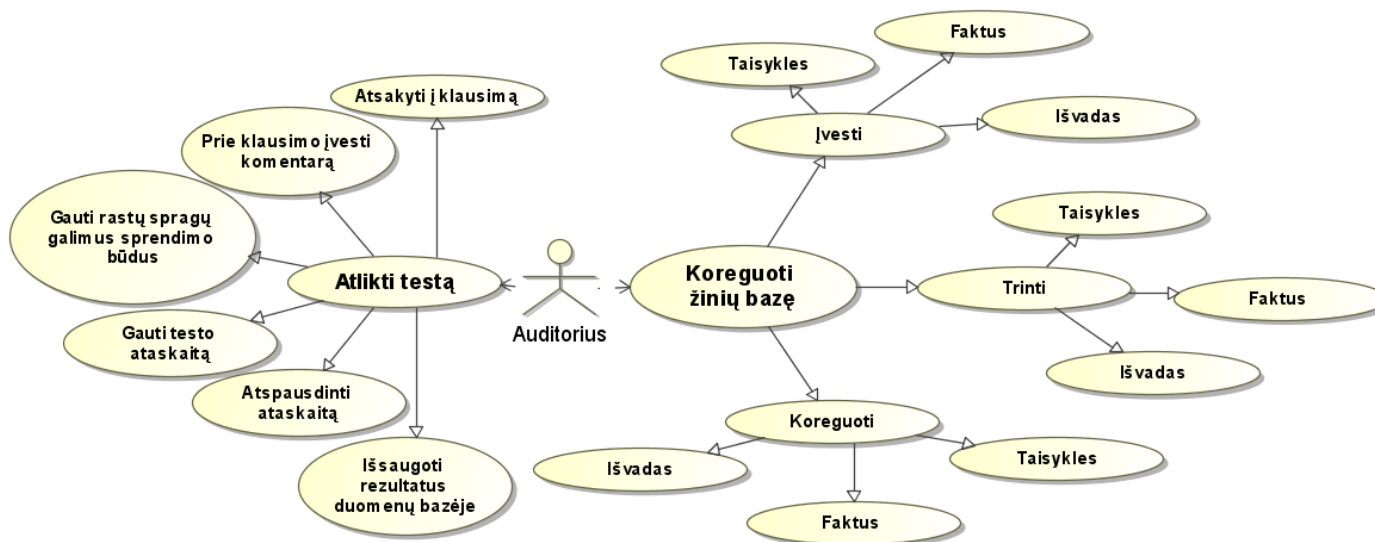 Faktus
Taisykles
Atsakyti į klausimą
Išvadas
Įvesti
Prie klausimo įvesti
komentarą
Taisykles
Gauti rastų spragų
galimus sprendimo
būdus
Atlikti testą
Koreguoti
žinių bazę
Trinti
Faktus
Auditorius
Gauti testo
ataskaitą
Išvadas
Atspausdinti
ataskaitą
Koreguoti
Taisykles
Išvadas
Išsaugoti
rezultatus
duomenų bazėje
Faktus